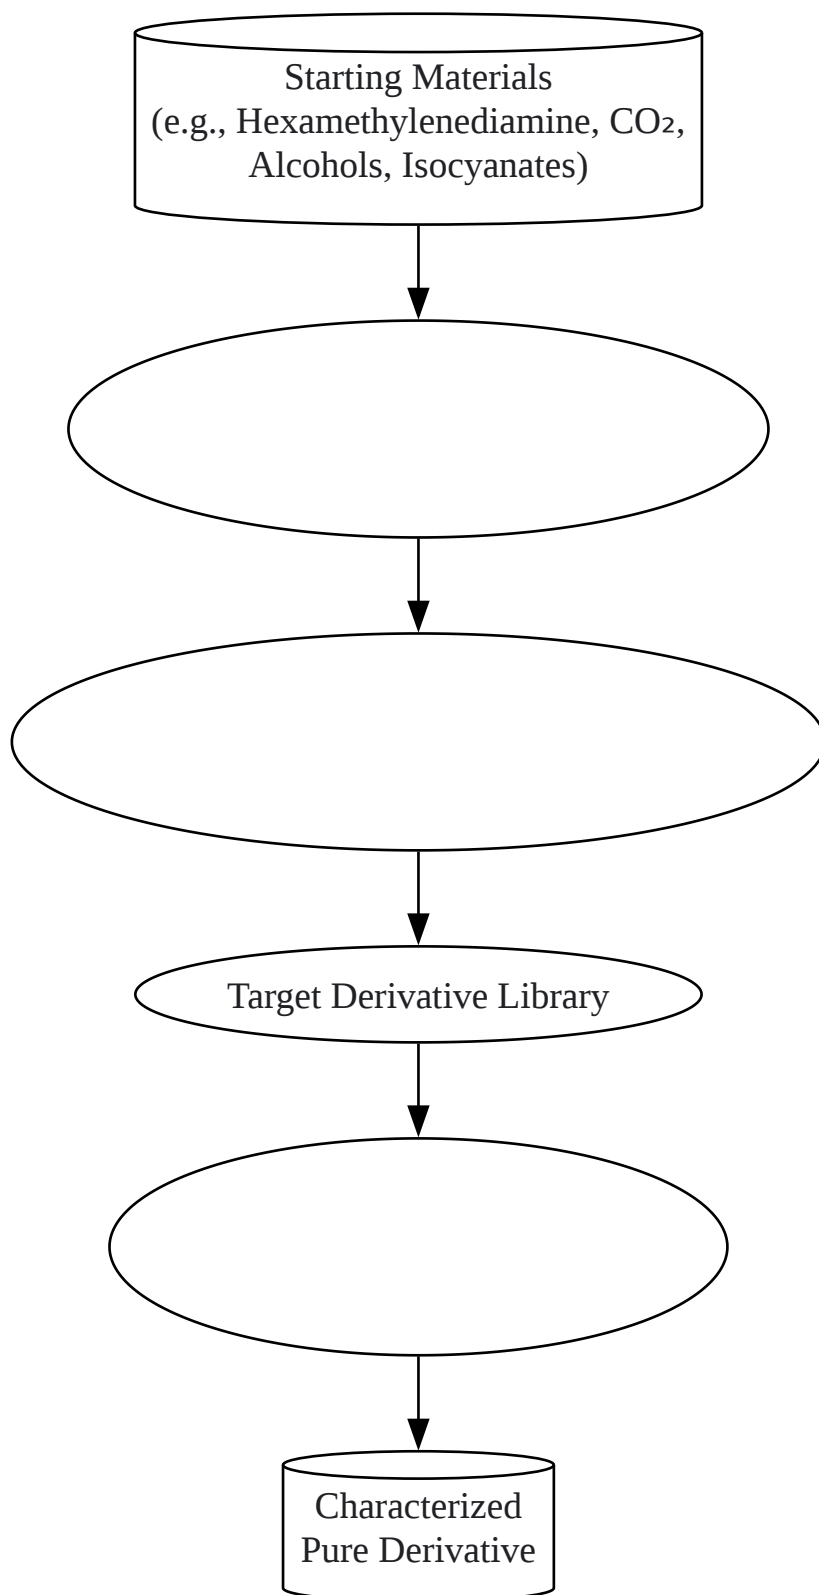 Starting Materials
(e.g., Hexamethylenediamine, CO₂,
Alcohols, Isocyanates)
Target Derivative Library
Characterized
Pure Derivative